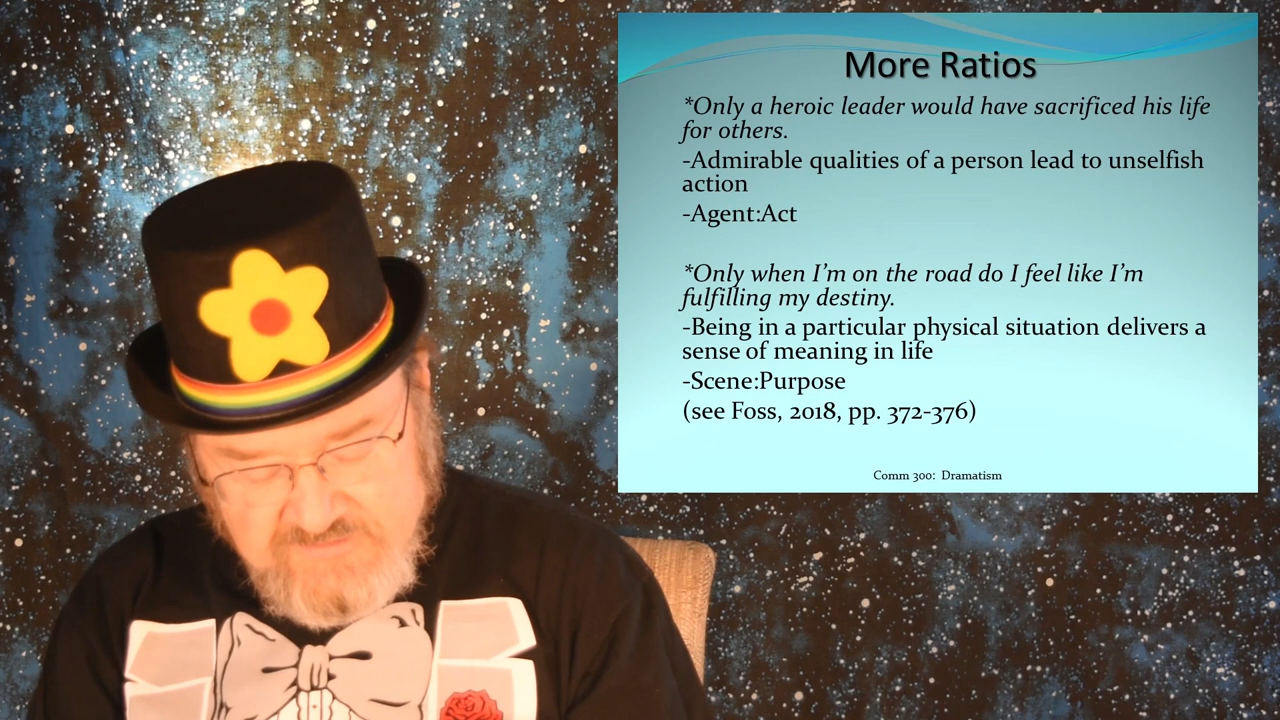 More Ratios
*Only a heroic leader would have sacrificed his life
for others.
-Admirable qualities of a person lead to unselfish
action
-Agent:Act
*Only when I’m on the road do I feel like I’m
fulfilling my destiny.
-Being in a particular physical situation delivers a
sense of meaning in life
-Scene:Purpose
(see Foss, 2018, pp. 372-376)
Comm 300: Dramatism